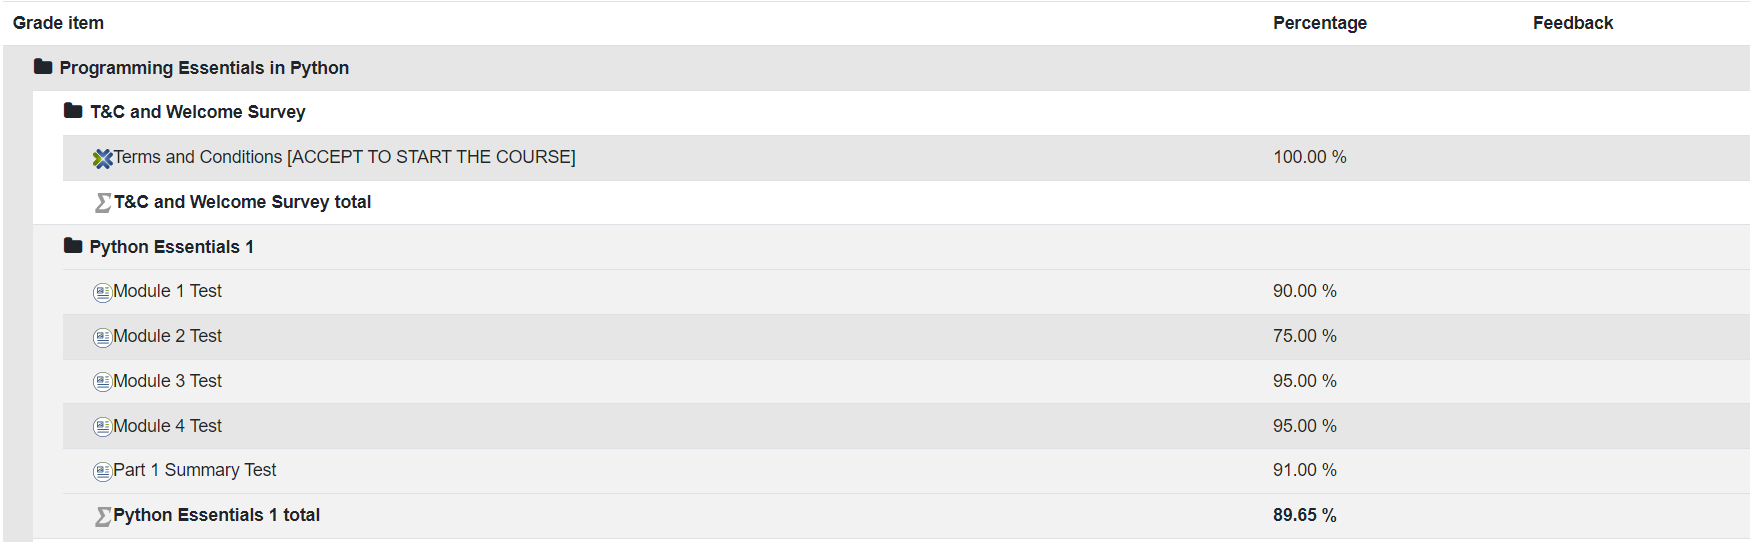 Grade item Percentage Feedback
Programming Essentials in Python
T&C and Welcome Survey
Terms and Conditions [ACCEPT TO START THE COURSE] 100.00 %
T&C and Welcome Survey total
Python Essentials 1
Module 1 Test 90.00 %
Module 2 Test 75.00 %
Module 3 Test 95.00 %
Module 4 Test 95.00 %
Part 1 Summary Test 91.00 %
Python Essentials 1 total 89.65 %